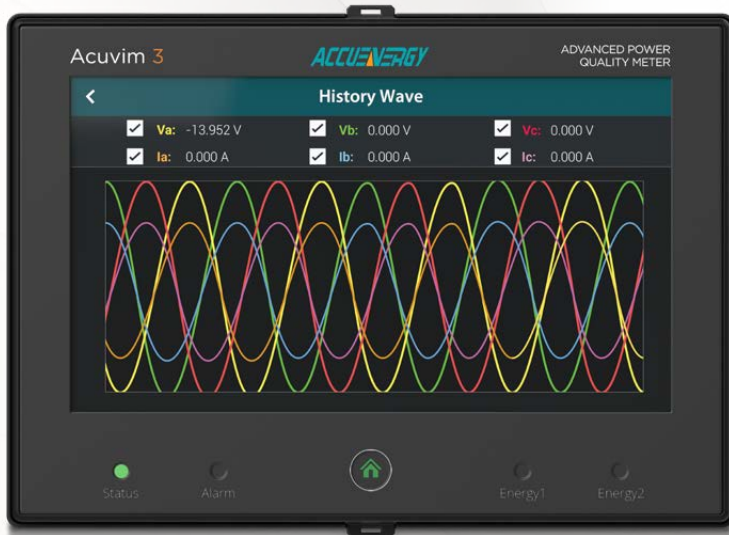 Acuvim 3
ACCUENERGY
ADVANCED POWER
QUALITY METER
History Wave
Va: -13.952 V
Vb: 0.000 V
Vc: 0.000 V
Ia: 0.000 A
Ib: 0.000 A
Ic: 0.000 A
Status
Alarm
Energy1
Energy2